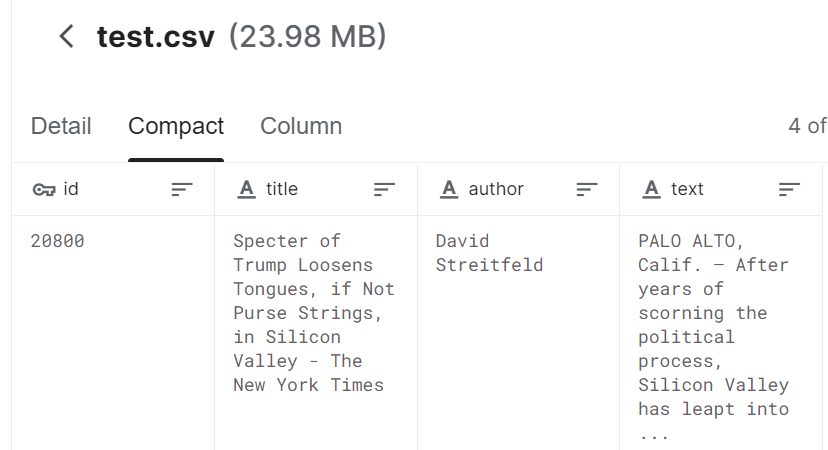 test.csv (23.98 MB)
Detail Compact Column 4 of
id A title A author A text
20800
Specter of
Trump Loosens
Tongues, if Not
Purse Strings,
in Silicon
Valley - The
New York Times
David
Streitfeld
PALO ALTO,
Calif. — After
years of
scorning the
political
process,
Silicon Valley
has leapt into
...